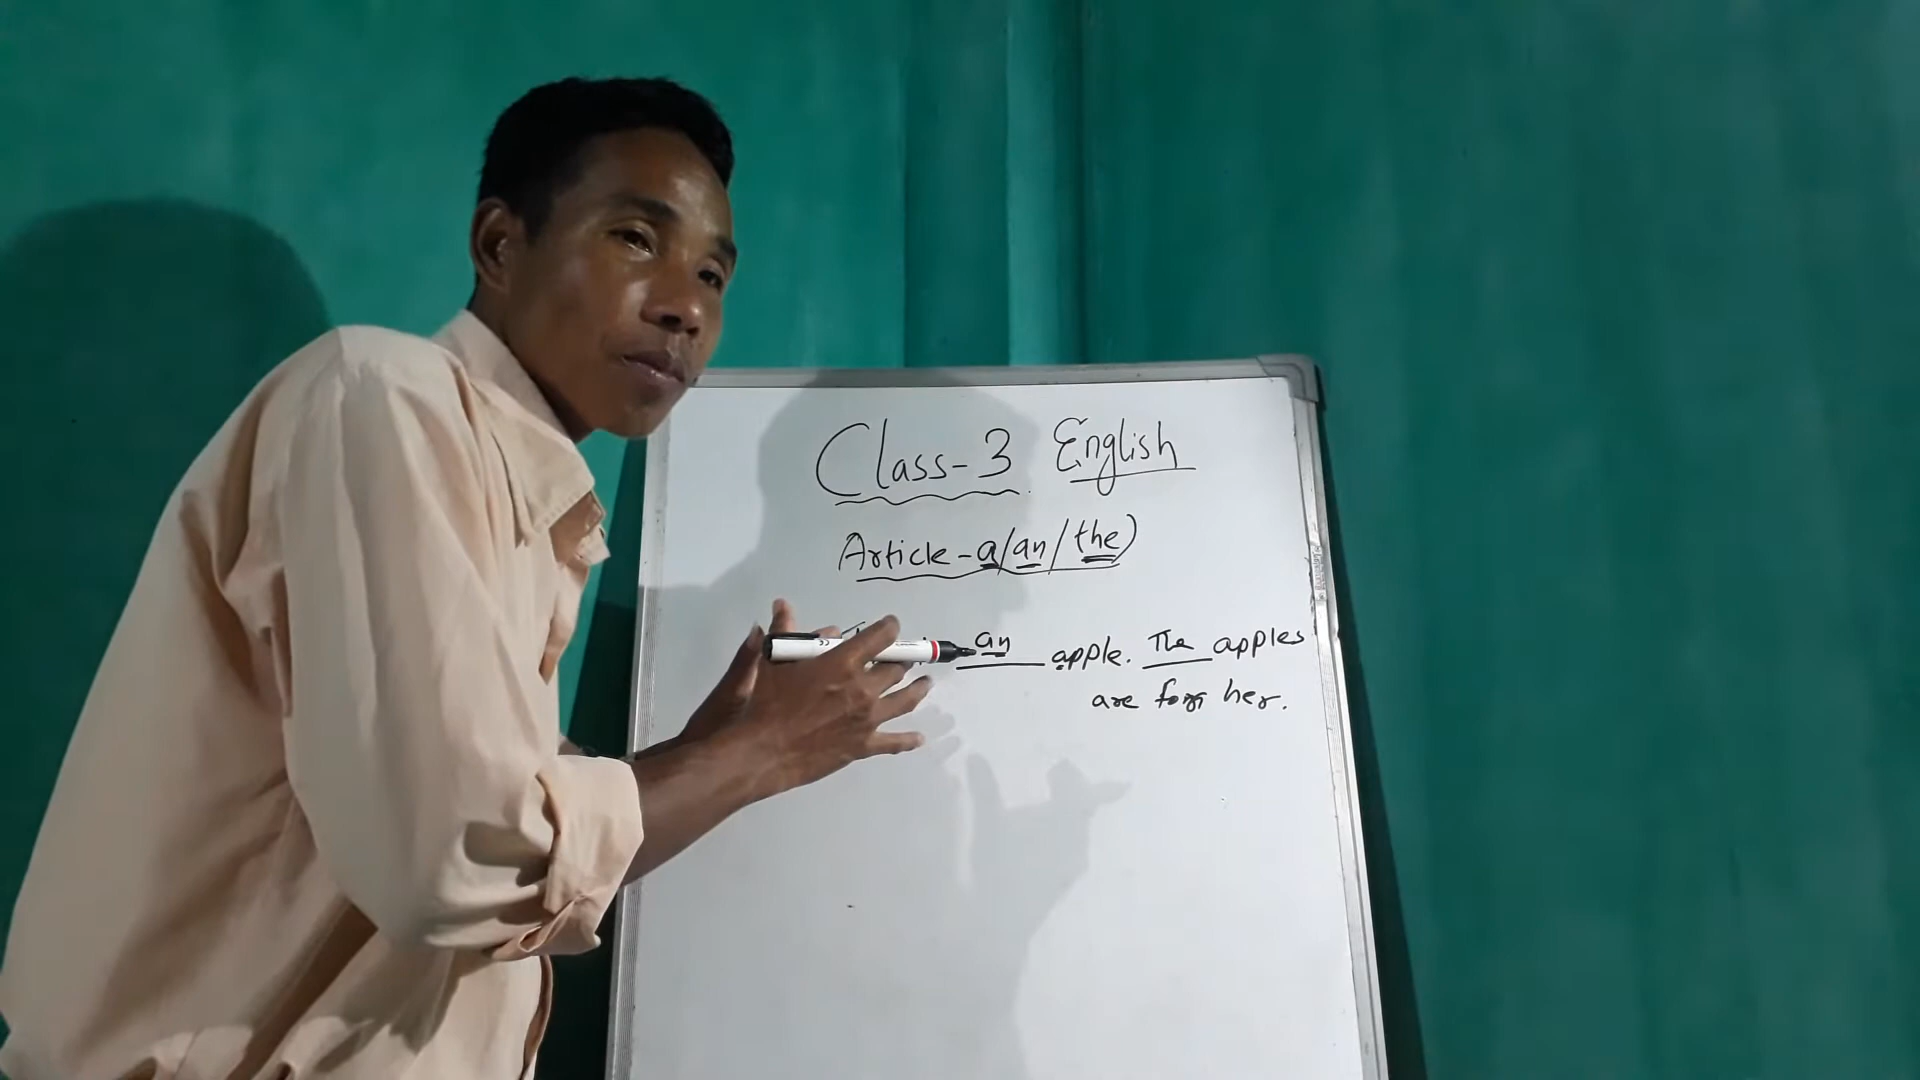 Class-3 English
Article-a/an/the)
an apple. The apples
are for her.